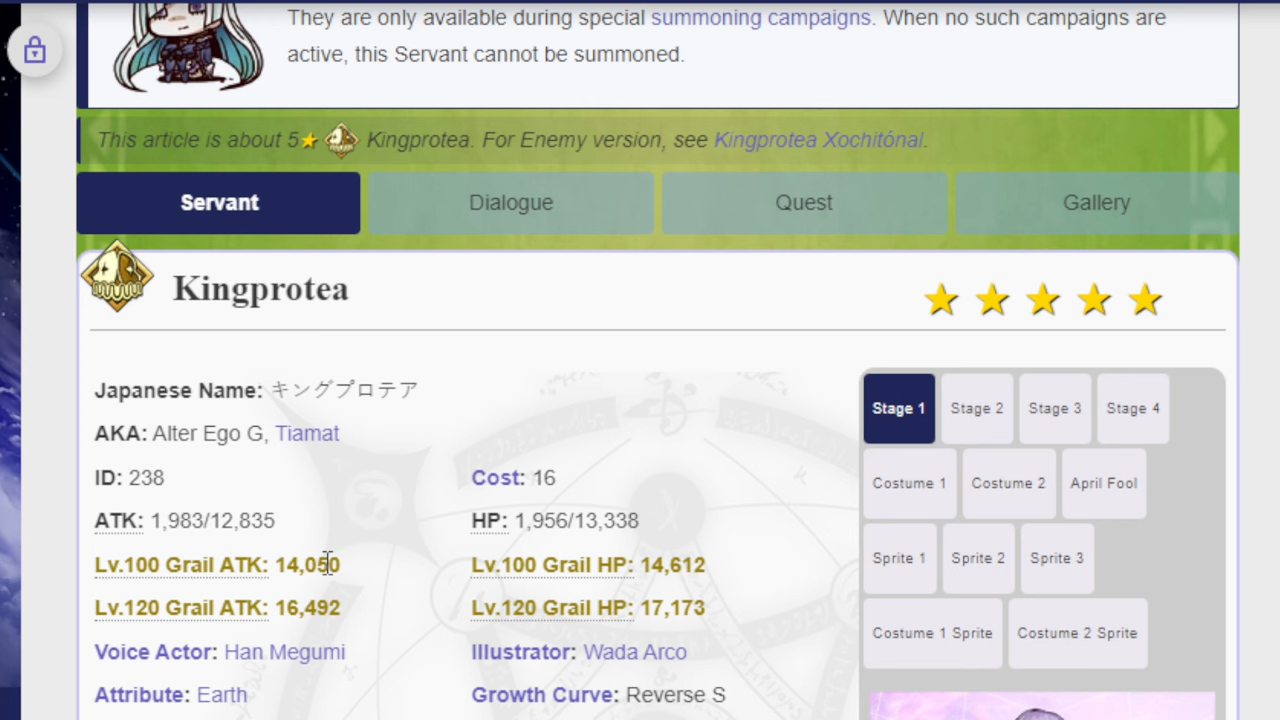 They are only available during special summoning campaigns. When no such campaigns are
active, this Servant cannot be summoned.
This article is about 5★ Kingprotea. For Enemy version, see Kingprotea Xochitónal.
Servant Dialogue Quest Gallery
Kingprotea
Japanese Name: キングプロテア
AKA: Alter Ego G, Tiamat
ID: 238 Cost: 16
ATK: 1,983/12,835 HP: 1,956/13,338
Lv.100 Grail ATK: 14,050 Lv.100 Grail HP: 14,612
Lv.120 Grail ATK: 16,492 Lv.120 Grail HP: 17,173
Voice Actor: Han Megumi Illustrator: Wada Arco
Attribute: Earth Growth Curve: Reverse S
Stage 1 Stage 2 Stage 3 Stage 4
Costume 1 Costume 2 April Fool
Sprite 1 Sprite 2 Sprite 3
Costume 1 Sprite Costume 2 Sprite